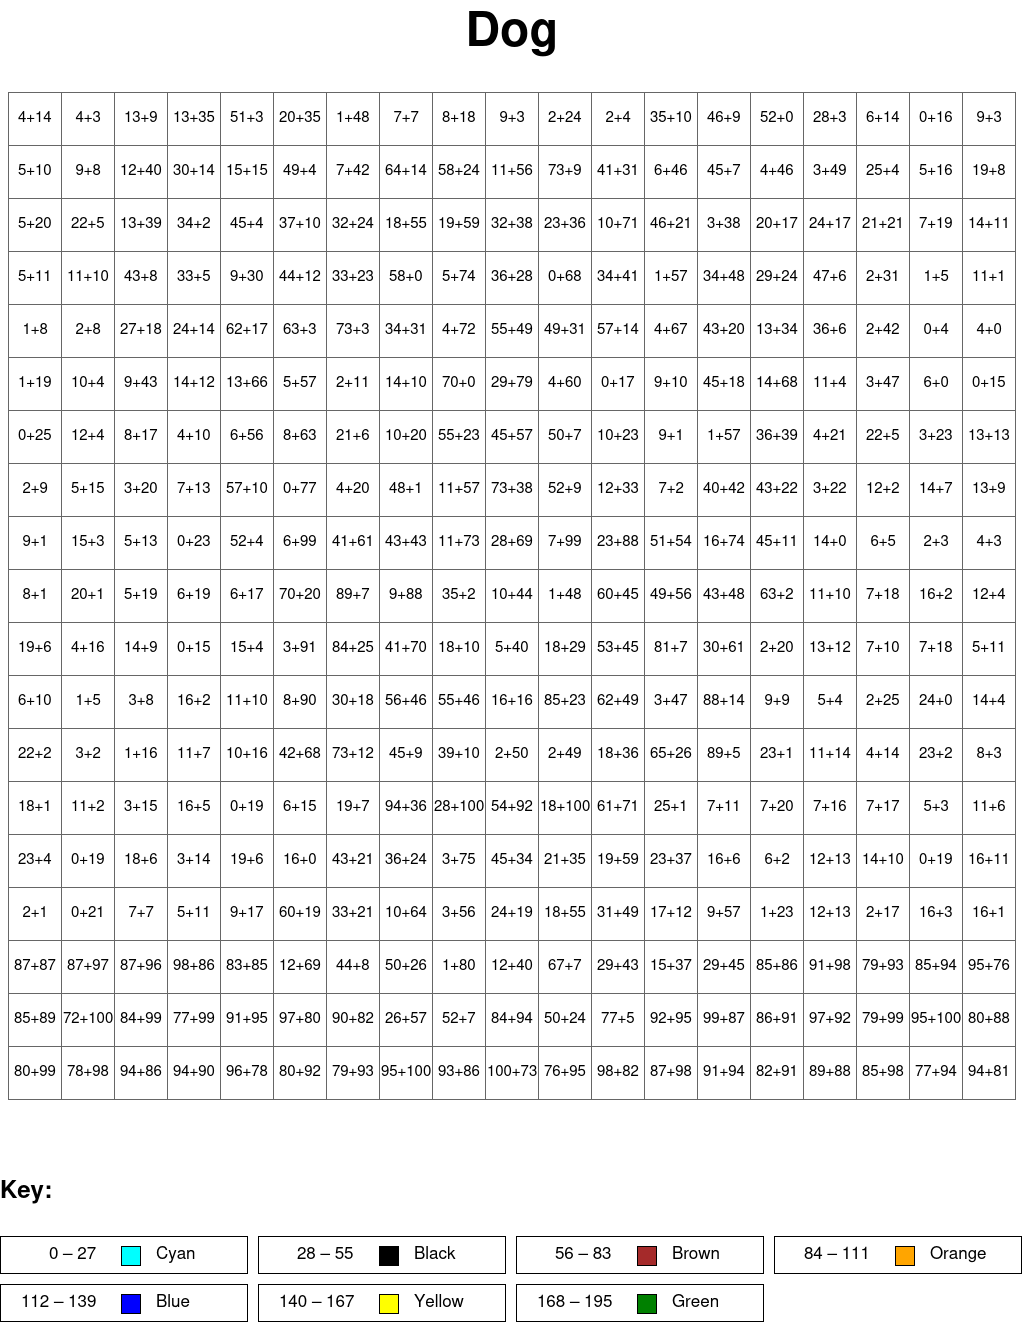 Dog
4+14 4+3 13+9 13+35 51+3 20+35 1+48 7+7 8+18 9+3 2+24 2+4 35+10 46+9 52+0 28+3 6+14 0+16 9+3
5+10 9+8 12+40 30+14 15+15 49+4 7+42 64+14 58+24 11+56 73+9 41+31 6+46 45+7 4+46 3+49 25+4 5+16 19+8
5+20 22+5 13+39 34+2 45+4 37+10 32+24 18+55 19+59 32+38 23+36 10+71 46+21 3+38 20+17 24+17 21+21 7+19 14+11
5+11 11+10 43+8 33+5 9+30 44+12 33+23 58+0 5+74 36+28 0+68 34+41 1+57 34+48 29+24 47+6 2+31 1+5 11+1
1+8 2+8 27+18 24+14 62+17 63+3 73+3 34+31 4+72 55+49 49+31 57+14 4+67 43+20 13+34 36+6 2+42 0+4 4+0
1+19 10+4 9+43 14+12 13+66 5+57 2+11 14+10 70+0 29+79 4+60 0+17 9+10 45+18 14+68 11+4 3+47 6+0 0+15
0+25 12+4 8+17 4+10 6+56 8+63 21+6 10+20 55+23 45+57 50+7 10+23 9+1 1+57 36+39 4+21 22+5 3+23 13+13
2+9 5+15 3+20 7+13 57+10 0+77 4+20 48+1 11+57 73+38 52+9 12+33 7+2 40+42 43+22 3+22 12+2 14+7 13+9
9+1 15+3 5+13 0+23 52+4 6+99 41+61 43+43 11+73 28+69 7+99 23+88 51+54 16+74 45+11 14+0 6+5 2+3 4+3
8+1 20+1 5+19 6+19 6+17 70+20 89+7 9+88 35+2 10+44 1+48 60+45 49+56 43+48 63+2 11+10 7+18 16+2 12+4
19+6 4+16 14+9 0+15 15+4 3+91 84+25 41+70 18+10 5+40 18+29 53+45 81+7 30+61 2+20 13+12 7+10 7+18 5+11
6+10 1+5 3+8 16+2 11+10 8+90 30+18 56+46 55+46 16+16 85+23 62+49 3+47 88+14 9+9 5+4 2+25 24+0 14+4
22+2 3+2 1+16 11+7 10+16 42+68 73+12 45+9 39+10 2+50 2+49 18+36 65+26 89+5 23+1 11+14 4+14 23+2 8+3
18+1 11+2 3+15 16+5 0+19 6+15 19+7 94+36 28+100 54+92 18+100 61+71 25+1 7+11 7+20 7+16 7+17 5+3 11+6
23+4 0+19 18+6 3+14 19+6 16+0 43+21 36+24 3+75 45+34 21+35 19+59 23+37 16+6 6+2 12+13 14+10 0+19 16+11
2+1 0+21 7+7 5+11 9+17 60+19 33+21 10+64 3+56 24+19 18+55 31+49 17+12 9+57 1+23 12+13 2+17 16+3 16+1
87+87 87+97 87+96 98+86 83+85 12+69 44+8 50+26 1+80 12+40 67+7 29+43 15+37 29+45 85+86 91+98 79+93 85+94 95+76
85+89 72+100 84+99 77+99 91+95 97+80 90+82 26+57 52+7 84+94 50+24 77+5 92+95 99+87 86+91 97+92 79+99 95+100 80+88
80+99 78+98 94+86 94+90 96+78 80+92 79+93 95+100 93+86 100+73 76+95 98+82 87+98 91+94 82+91 89+88 85+98 77+94 94+81
Key:
0 – 27 Cyan 28 – 55 Black 56 – 83 Brown 84 – 111 Orange
112 – 139 Blue 140 – 167 Yellow 168 – 195 Green